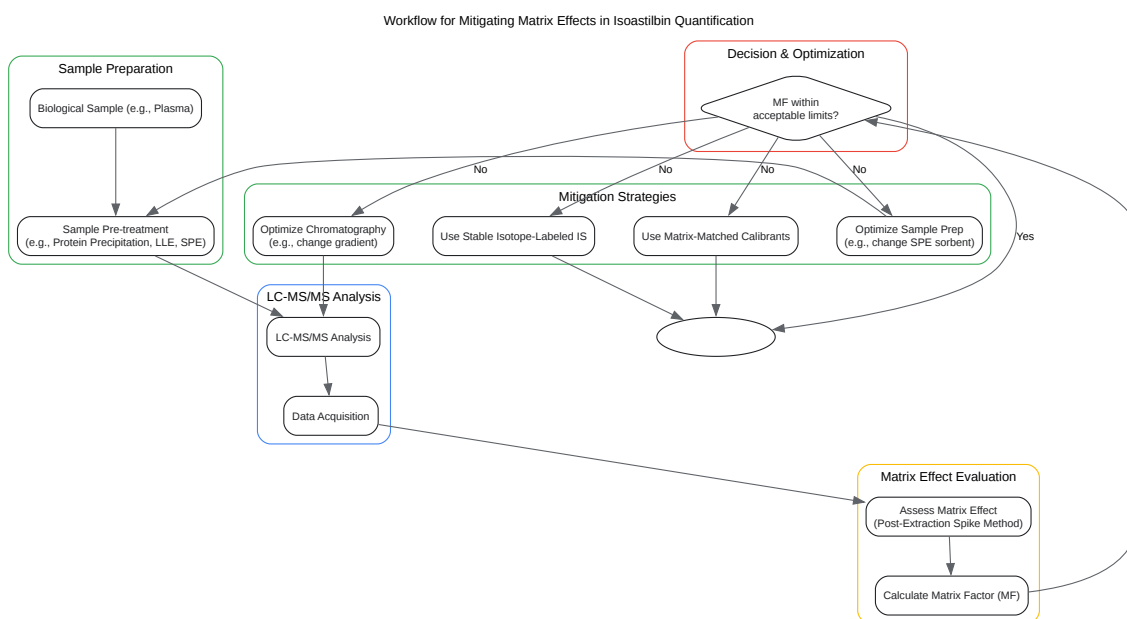 Workflow for Mitigating Matrix Effects in Isoastilbin Quantification
Sample Preparation
Biological Sample (e.g., Plasma)
Sample Pre-treatment
(e.g., Protein Precipitation, LLE, SPE)
Decision & Optimization
MF within
acceptable limits?
No
No
No
No
Yes
Mitigation Strategies
Optimize Chromatography
(e.g., change gradient)
Use Stable Isotope-Labeled IS
Use Matrix-Matched Calibrants
Optimize Sample Prep
(e.g., change SPE sorbent)
LC-MS/MS Analysis
LC-MS/MS Analysis
Data Acquisition
Matrix Effect Evaluation
Assess Matrix Effect
(Post-Extraction Spike Method)
Calculate Matrix Factor (MF)